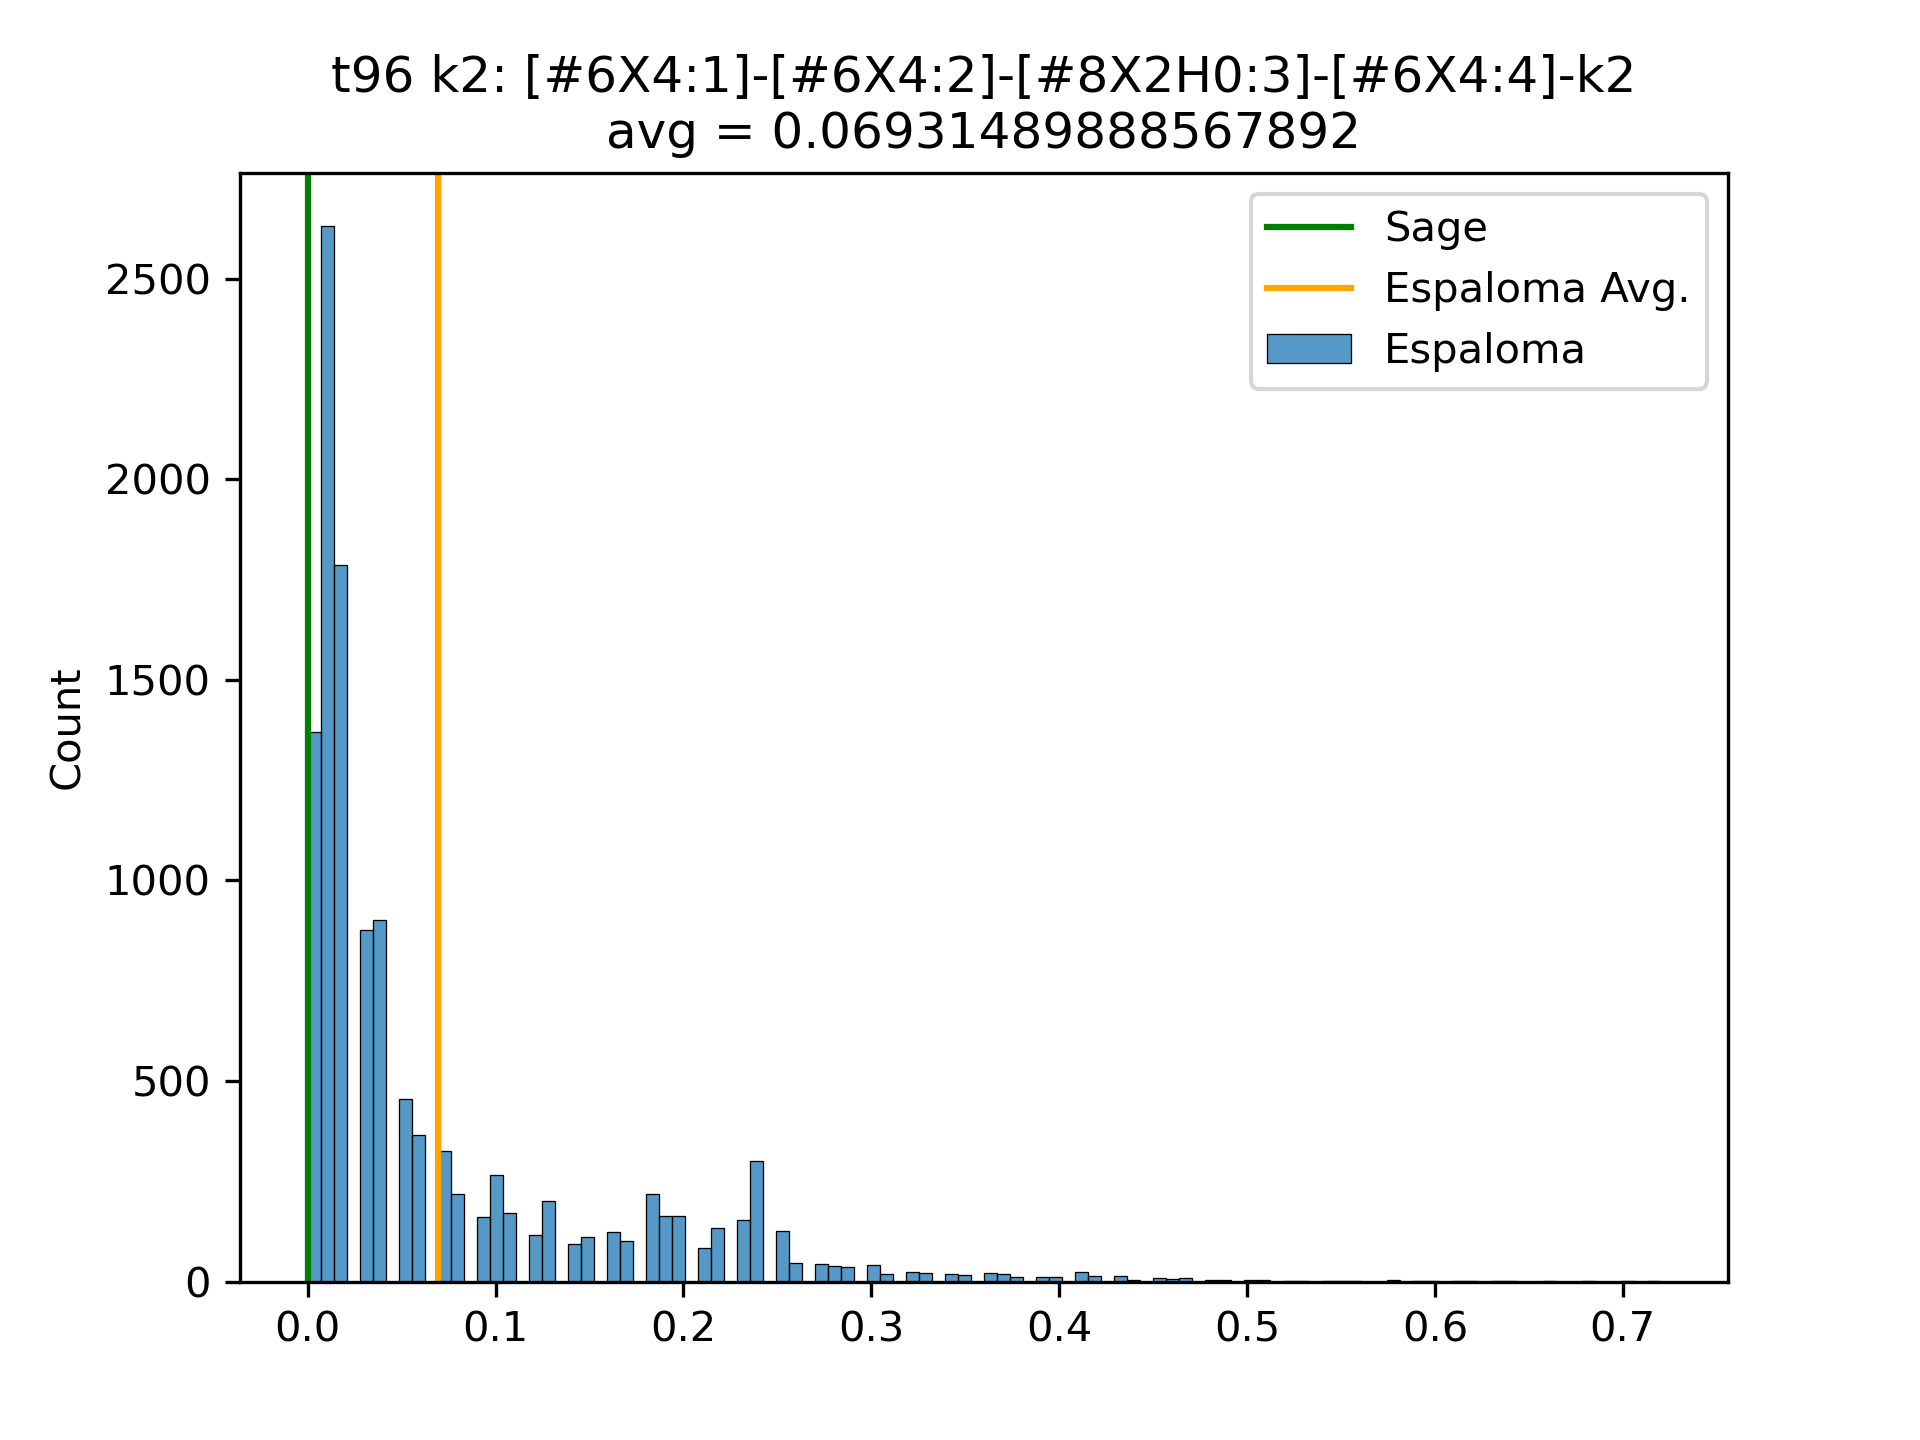 t96 k2: [#6X4:1]-[#6X4:2]-[#8X2H0:3]-[#6X4:4]-k2
avg = 0.06931489888567892
Sage
Espaloma Avg.
Espaloma
Count
2500
2000
1500
1000
500
0
0.0 0.1 0.2 0.3 0.4 0.5 0.6 0.7